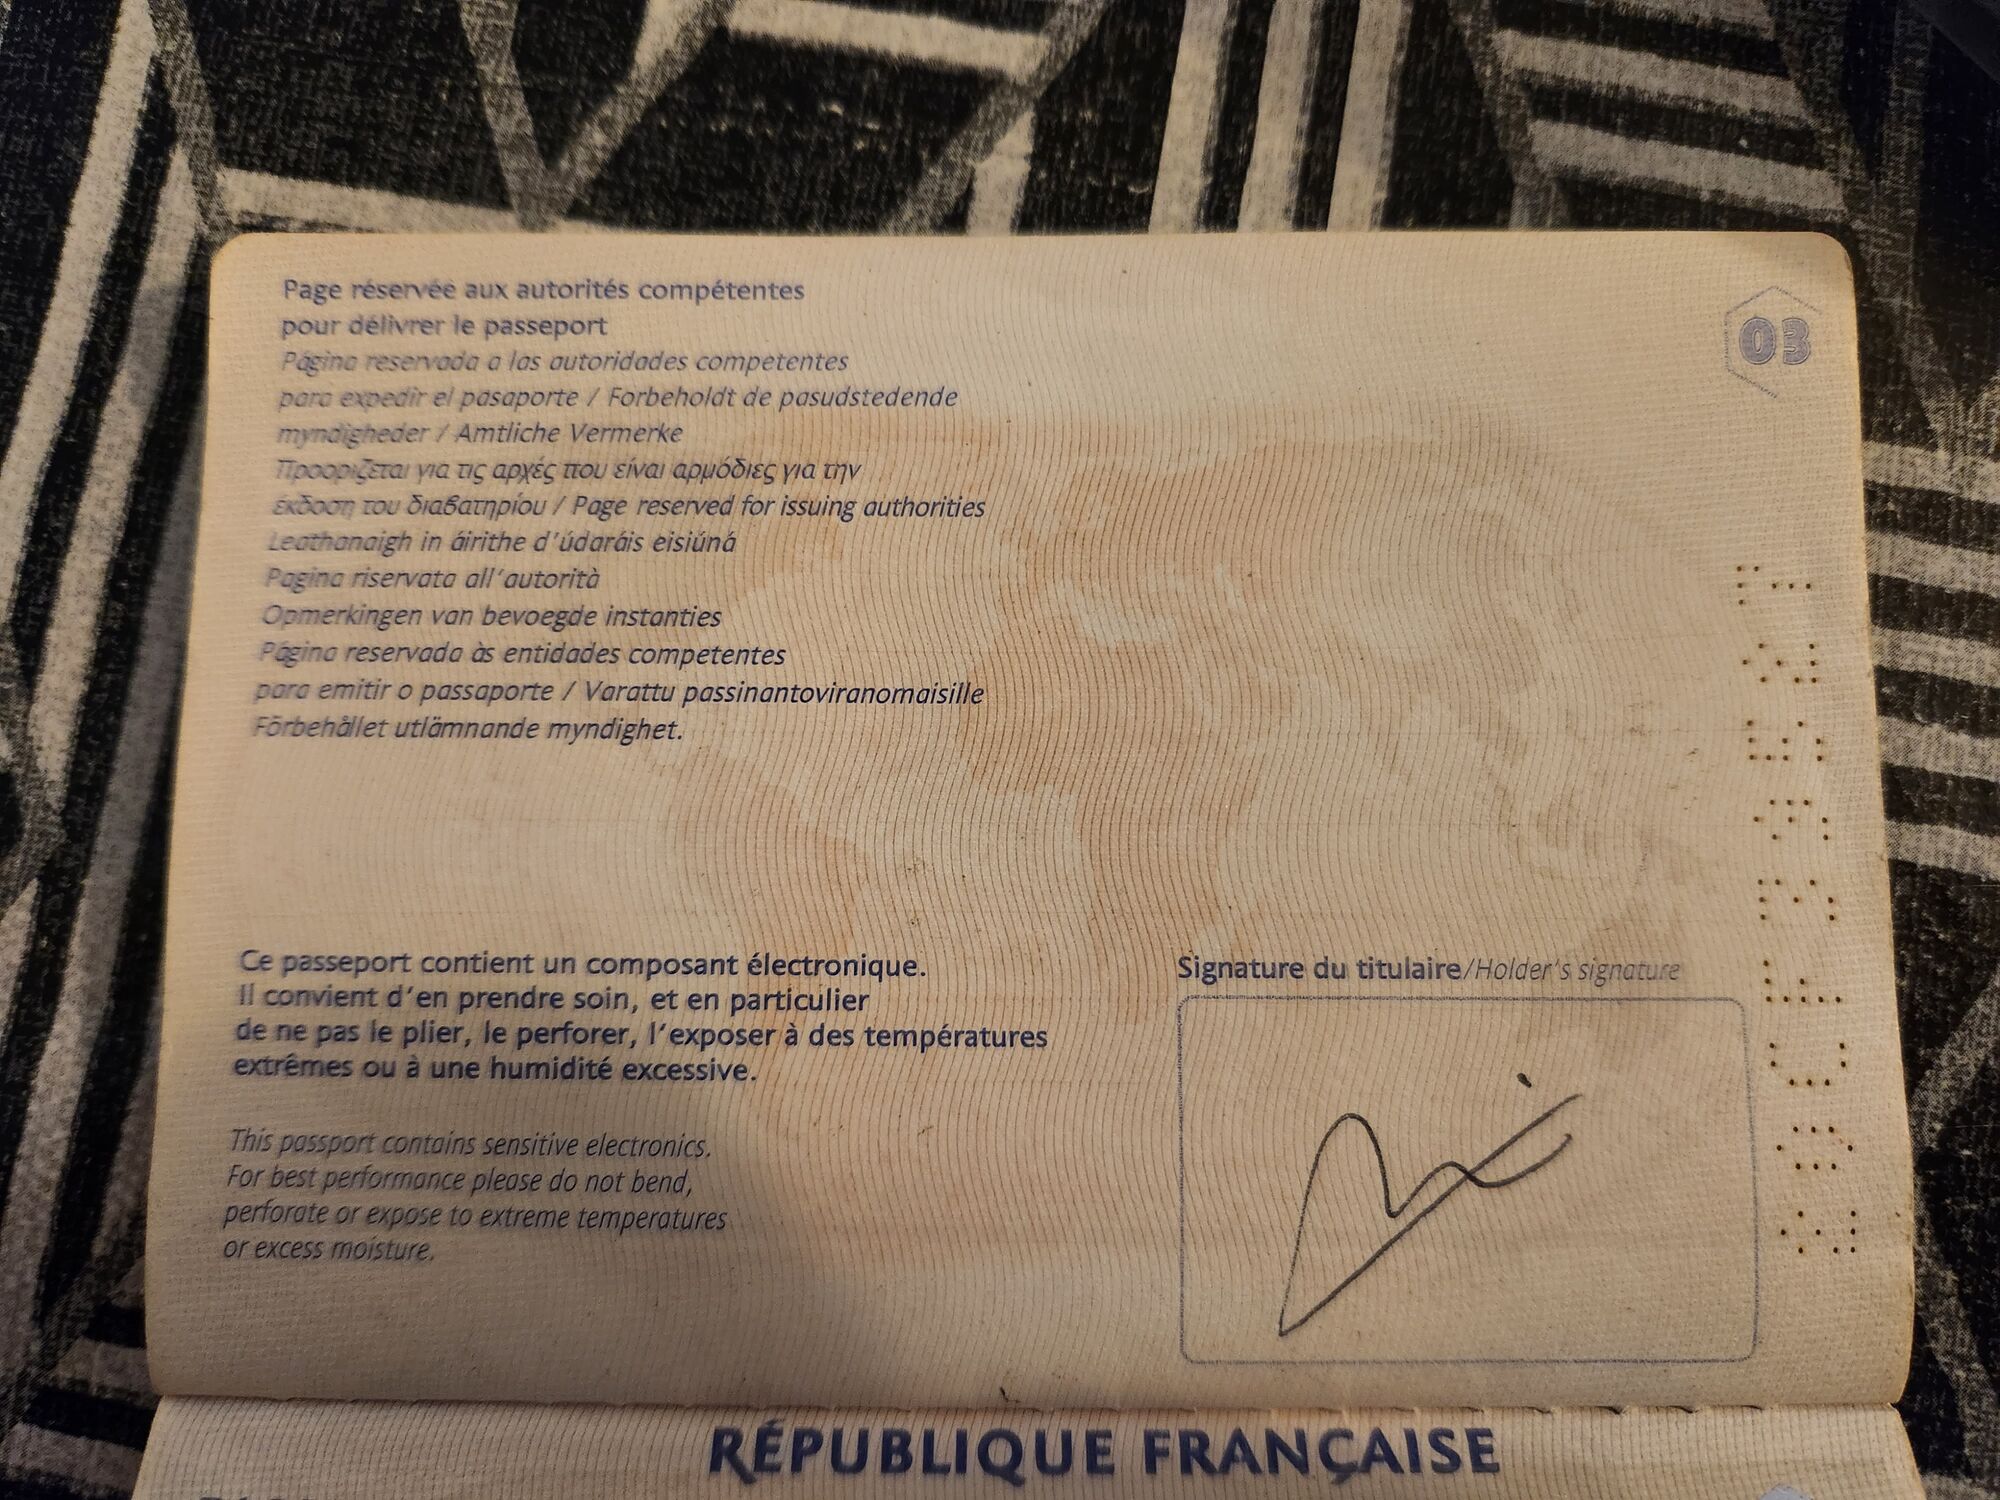 Page réservée aux autorités compétentes
pour délivrer le passeport
Página reservada a las autoridades competentes
para expedir el pasaporte / Forbeholdt de pasudstedende
myndigheder / Amtliche Vermerke
Προορίζεται για τις αρχές που είναι αρμόδιες για την
έκδοση του διαβατηρίου / Page reserved for issuing authorities
Leathanaigh in áirithe d'údaráis eisiúná
Pagina riservata all'autorità
Opmerkingen van bevoegde instanties
Página reservada às entidades competentes
para emitir o passaporte / Varattu passinantoviranomaisille
Förbehållet utlämnande myndighet.
03
Ce passeport contient un composant électronique.
Il convient d'en prendre soin, et en particulier
de ne pas le plier, le perforer, l'exposer à des températures
extrêmes ou à une humidité excessive.
This passport contains sensitive electronics.
For best performance please do not bend,
perforate or expose to extreme temperatures
or excess moisture.
Signature du titulaire/Holder's signature
RÉPUBLIQUE FRANÇAISE